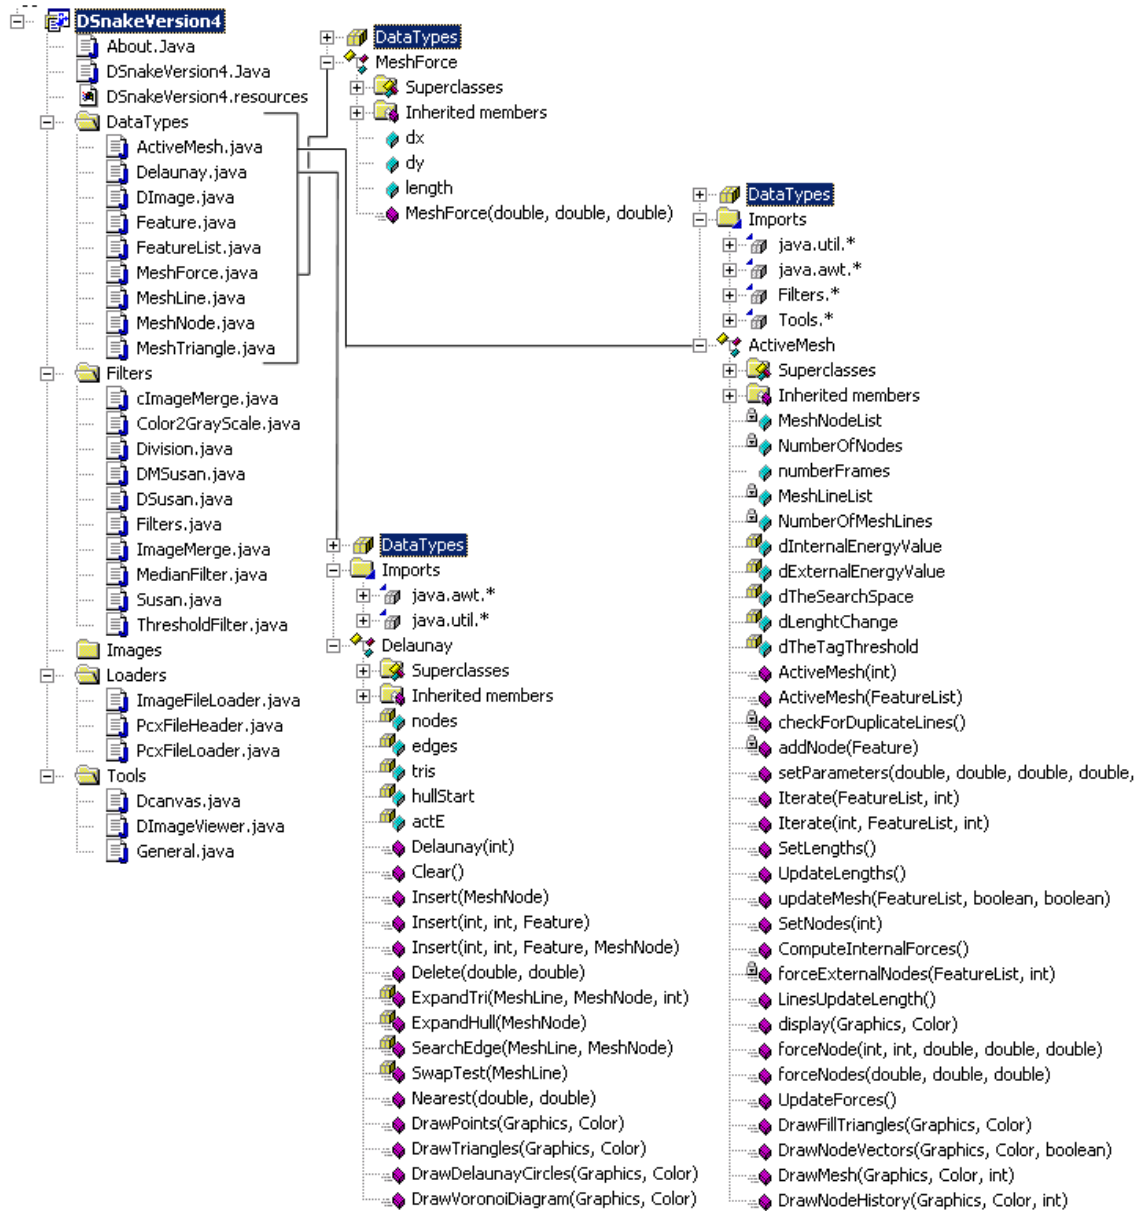 DSnakeVersion4
About.Java
DSnakeVersion4.Java
DSnakeVersion4.resources
DataTypes
ActiveMesh.java
Delaunay.java
DImage.java
Feature.java
FeatureList.java
MeshForce.java
MeshLine.java
MeshNode.java
MeshTriangle.java
Filters
cImageMerge.java
Color2GrayScale.java
Division.java
DMSusan.java
DSusan.java
Filters.java
ImageMerge.java
MedianFilter.java
Susan.java
ThresholdFilter.java
Images
Loaders
ImageFileLoader.java
PcxFileHeader.java
PcxFileLoader.java
Tools
Dcanvas.java
DImageViewer.java
General.java
DataTypes
MeshForce
Superclasses
Inherited members
dx
dy
length
MeshForce(double, double, double)
DataTypes
Imports
java.awt.*
java.util.*
Delaunay
Superclasses
Inherited members
nodes
edges
tris
hullStart
actE
Delaunay(int)
Clear()
Insert(MeshNode)
Insert(int, int, Feature)
Insert(int, int, Feature, MeshNode)
Delete(double, double)
ExpandTri(MeshLine, MeshNode, int)
ExpandHull(MeshNode)
SearchEdge(MeshLine, MeshNode)
SwapTest(MeshLine)
Nearest(double, double)
DrawPoints(Graphics, Color)
DrawTriangles(Graphics, Color)
DrawDelaunayCircles(Graphics, Color)
DrawVoronoiDiagram(Graphics, Color)
DataTypes
Imports
java.util.*
java.awt.*
Filters.*
Tools.*
ActiveMesh
Superclasses
Inherited members
MeshNodeList
NumberOfNodes
numberFrames
MeshLineList
NumberOfMeshLines
dInternalEnergyValue
dExternalEnergyValue
dTheSearchSpace
dLenghtChange
dTheTagThreshold
ActiveMesh(int)
ActiveMesh(FeatureList)
checkForDuplicateLines()
addNode(Feature)
setParameters(double, double, double, double,
Iterate(FeatureList, int)
Iterate(int, FeatureList, int)
SetLengths()
UpdateLengths()
updateMesh(FeatureList, boolean, boolean)
SetNodes(int)
ComputeInternalForces()
forceExternalNodes(FeatureList, int)
LinesUpdateLength()
display(Graphics, Color)
forceNode(int, int, double, double, double)
forceNodes(double, double, double)
UpdateForces()
DrawFillTriangles(Graphics, Color)
DrawNodeVectors(Graphics, Color, boolean)
DrawMesh(Graphics, Color, int)
DrawNodeHistory(Graphics, Color, int)